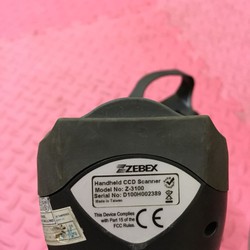 ZEBEX
Handheld CCD Scanner
Model No: Z-3100
Serial No: D100H002389
Made in Taiwan
This Device Complies
with Part 15 of the
FCC Rules.
CE